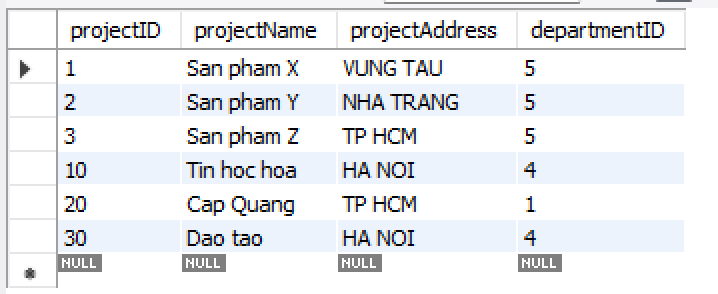 projectID projectName projectAddress departmentID
1 San pham X VUNG TAU 5
2 San pham Y NHA TRANG 5
3 San pham Z TP HCM 5
10 Tin hoc hoa HA NOI 4
20 Cap Quang TP HCM 1
30 Dao tao HA NOI 4
NULL NULL NULL NULL